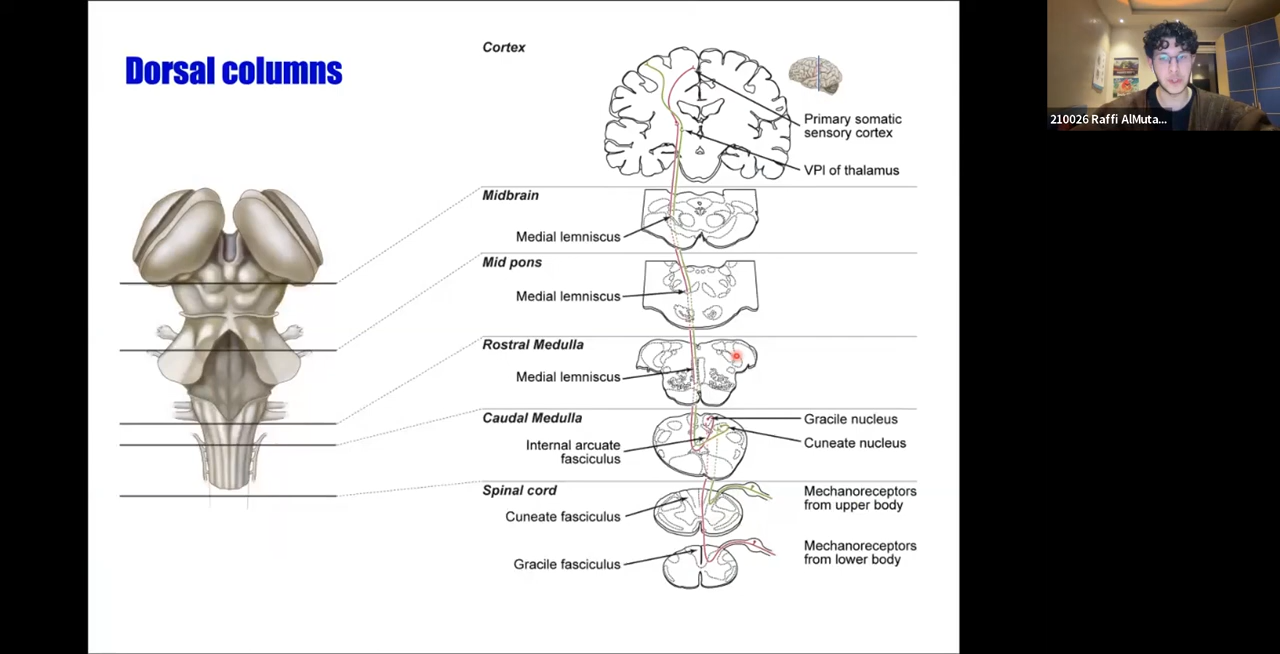 Dorsal columns
Cortex
Primary somatic
sensory cortex
VPI of thalamus
Midbrain
Medial lemniscus
Mid pons
Medial lemniscus
Rostral Medulla
Medial lemniscus
Caudal Medulla
Gracile nucleus
Cuneate nucleus
Internal arcuate
fasciculus
Spinal cord
Mechanoreceptors
from upper body
Cuneate fasciculus
Mechanoreceptors
from lower body
Gracile fasciculus
210026 Raffi AlMuta...